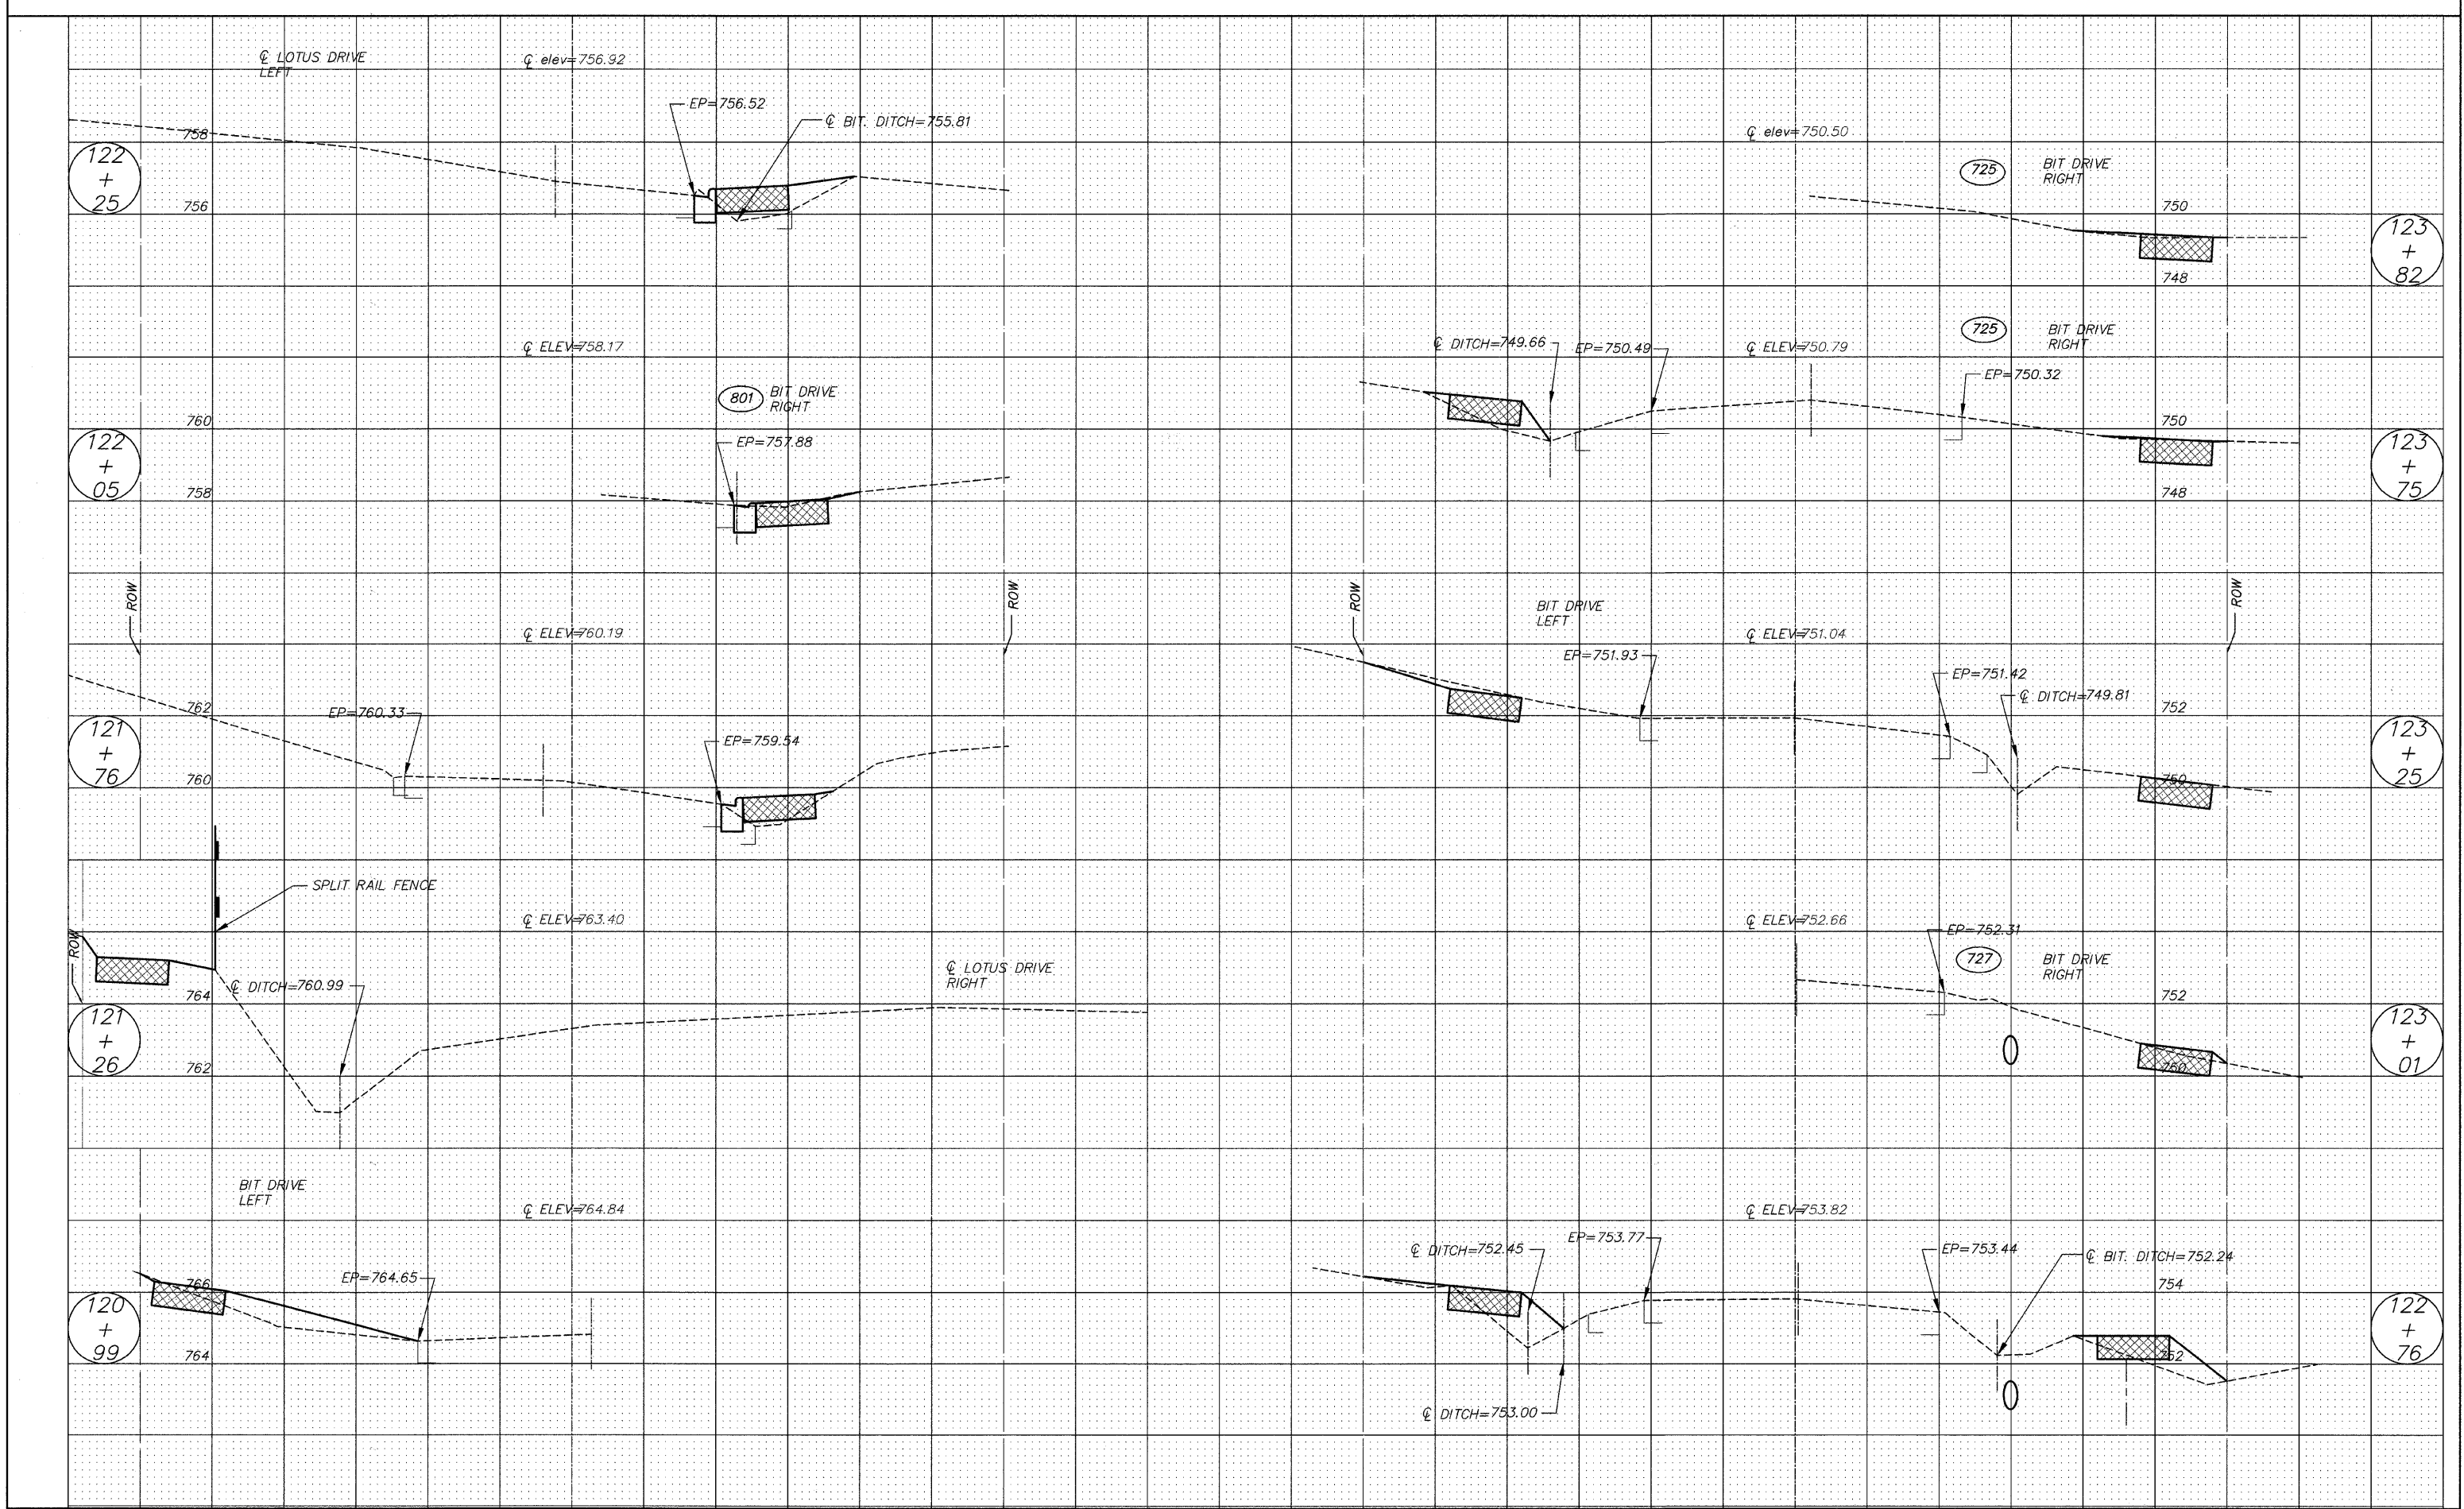 ℄ LOTUS DRIVE
LEFT
℄ elev=756.92
EP=756.52
℄ BIT. DITCH=755.81
758
122
+
25
756
℄ ELEV=758.17
801
BIT DRIVE
RIGHT
EP=757.88
760
122
+
05
758
ROW
ROW
℄ ELEV=760.19
EP=760.33
EP=759.54
762
121
+
76
760
SPLIT RAIL FENCE
℄ ELEV=763.40
ROW
℄ DITCH=760.99
℄ LOTUS DRIVE
RIGHT
764
121
+
26
762
BIT DRIVE
LEFT
℄ ELEV=764.84
EP=764.65
766
120
+
99
764
℄ elev=750.50
725
BIT DRIVE
RIGHT
750
123
+
82
748
℄ DITCH=749.66
EP=750.49
℄ ELEV=750.79
725
BIT DRIVE
RIGHT
EP=750.32
750
123
+
75
748
ROW
BIT DRIVE
LEFT
ROW
℄ ELEV=751.04
EP=751.93
EP=751.42
℄ DITCH=749.81
752
123
+
25
750
℄ ELEV=752.66
EP=752.31
727
BIT DRIVE
RIGHT
752
123
+
01
750
℄ ELEV=753.82
℄ DITCH=752.45
EP=753.77
EP=753.44
℄ BIT. DITCH=752.24
754
122
+
76
752
℄ DITCH=753.00